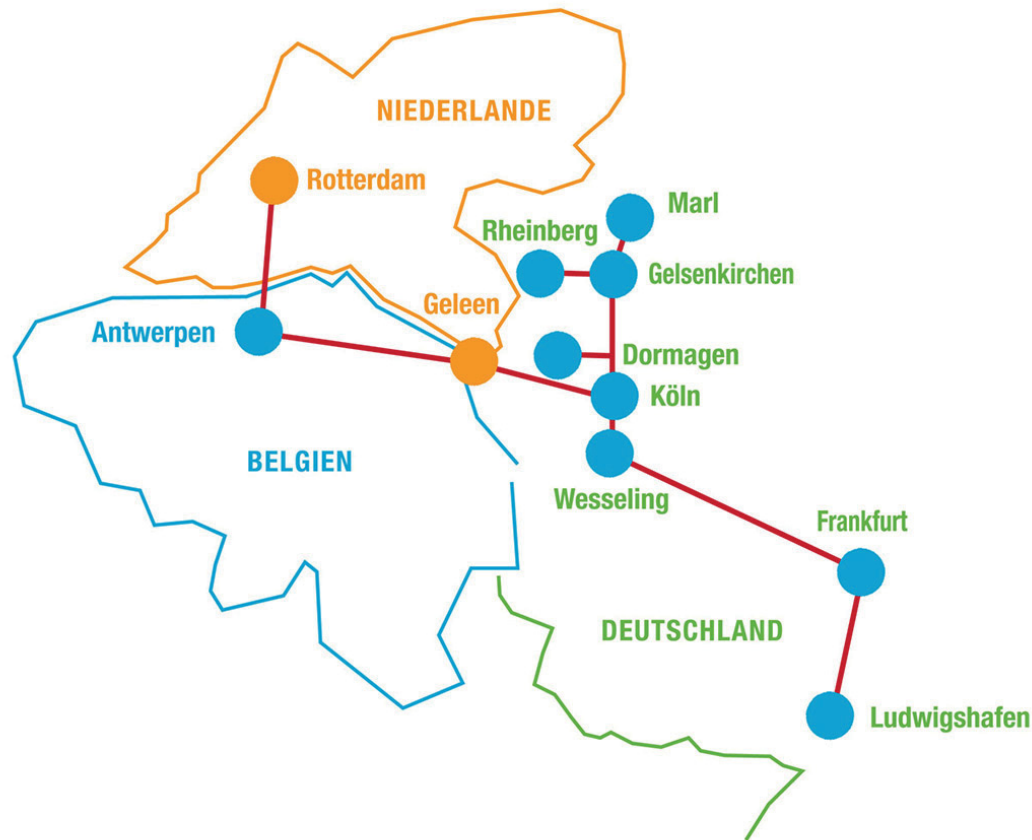 NIEDERLANDE
Rotterdam
Marl
Rheinberg
Gelsenkirchen
Geleen
Antwerpen
Dormagen
Köln
BELGIEN
Wesseling
Frankfurt
DEUTSCHLAND
Ludwigshafen